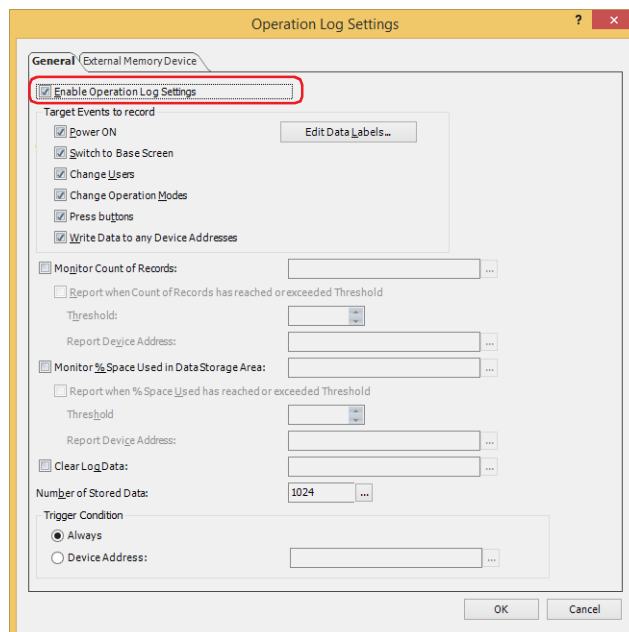 Operation Log Settings
? ×
General External Memory Device
Enable Operation Log Settings
Target Events to record
Power ON Edit Data Labels...
Switch to Base Screen
Change Users
Change Operation Modes
Press buttons
Write Data to any Device Addresses
Monitor Count of Records: ...
Report when Count of Records has reached or exceeded Threshold
Threshold:
Report Device Address: ...
Monitor % Space Used in Data Storage Area: ...
Report when % Space Used has reached or exceeded Threshold
Threshold
Report Device Address: ...
Clear Log Data: ...
Number of Stored Data: 1024 ...
Trigger Condition
Always
Device Address: ...
OK Cancel